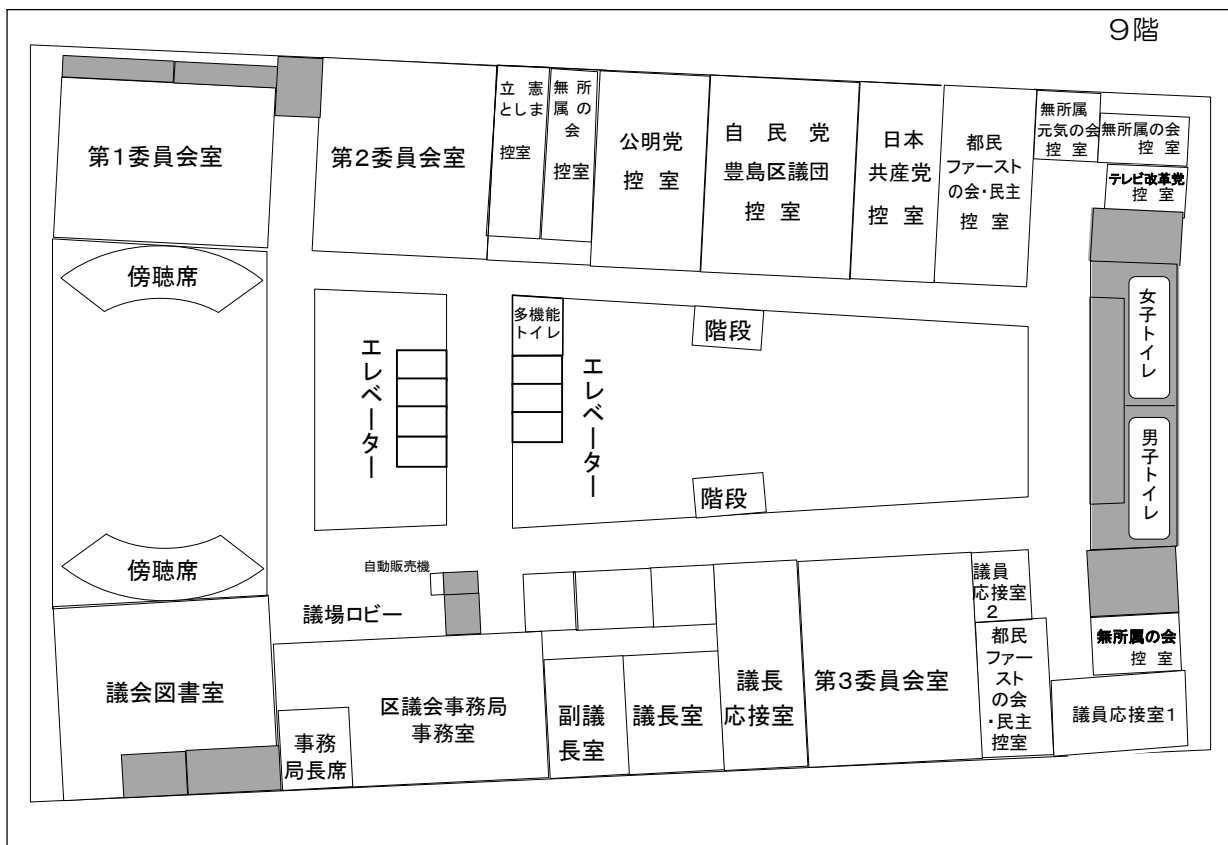 9階
第1委員会室
第2委員会室
立憲
としま
控室
無所
属の
会
控室
公明党
控室
自民党
豊島区議団
控室
日本
共産党
控室
都民
ファースト
の会・民主
控室
無所属
元気の会
控室
無所属の会
控室
テレビ改革党
控室
傍聴席
エレベーター
多機能
トイレ
エレベーター
階段
女子トイレ
階段
男子トイレ
傍聴席
自動販売機
議場ロビー
議会図書室
区議会事務局
事務室
事務
局長席
副議
長室
議長室
議長
応接室
第3委員会室
議員
応接室
2
都民
ファー
スト
の会
・民主
控室
無所属の会
控室
議員応接室1